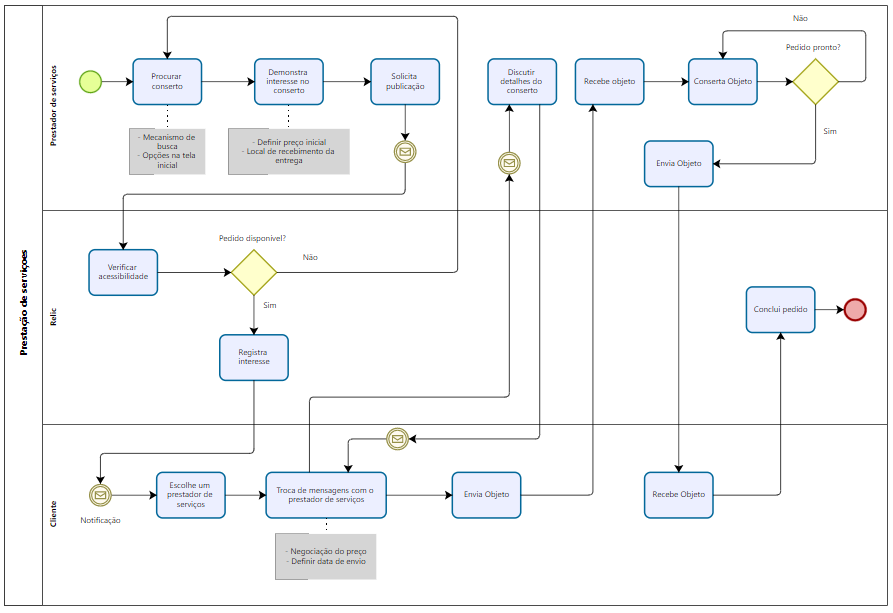 Prestação de serviçoes
Prestador de serviços
Procurar
conserto
Demonstra
interesse no
conserto
Solicita
publicação
Discutir
detalhes do
conserto
Recebe objeto
Conserta Objeto
Não
Pedido pronto?
Sim
- Mecanismo de
busca
- Opções na tela
inicial
- Definir preço inicial
- Local de recebimento da
entrega
Envia Objeto
Relic
Verificar
acessibilidade
Pedido disponivel?
Não
Sim
Registra
interesse
Conclui pedido
Cliente
Notificação
Escolhe um
prestador de
serviços
Troca de mensagens com o
prestador de serviços
Envia Objeto
Recebe Objeto
- Negociação do preço
- Definir data de envio